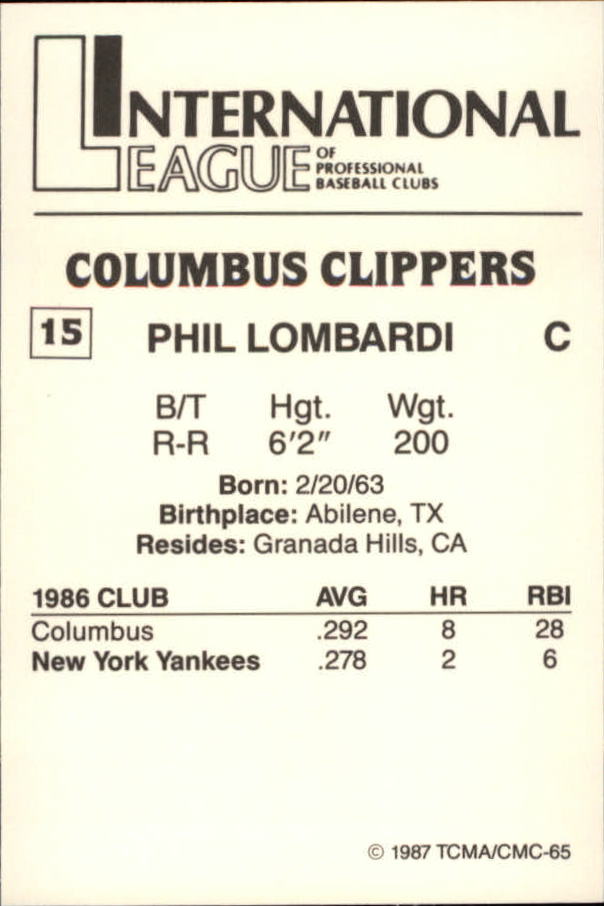 INTERNATIONAL
LEAGUE OF PROFESSIONAL BASEBALL CLUBS
COLUMBUS CLIPPERS
15 PHIL LOMBARDI C
B/T Hgt. Wgt.
R-R 6'2" 200
Born: 2/20/63
Birthplace: Abilene, TX
Resides: Granada Hills, CA
1986 CLUB AVG HR RBI
Columbus .292 8 28
New York Yankees .278 2 6
© 1987 TCMA/CMC-65